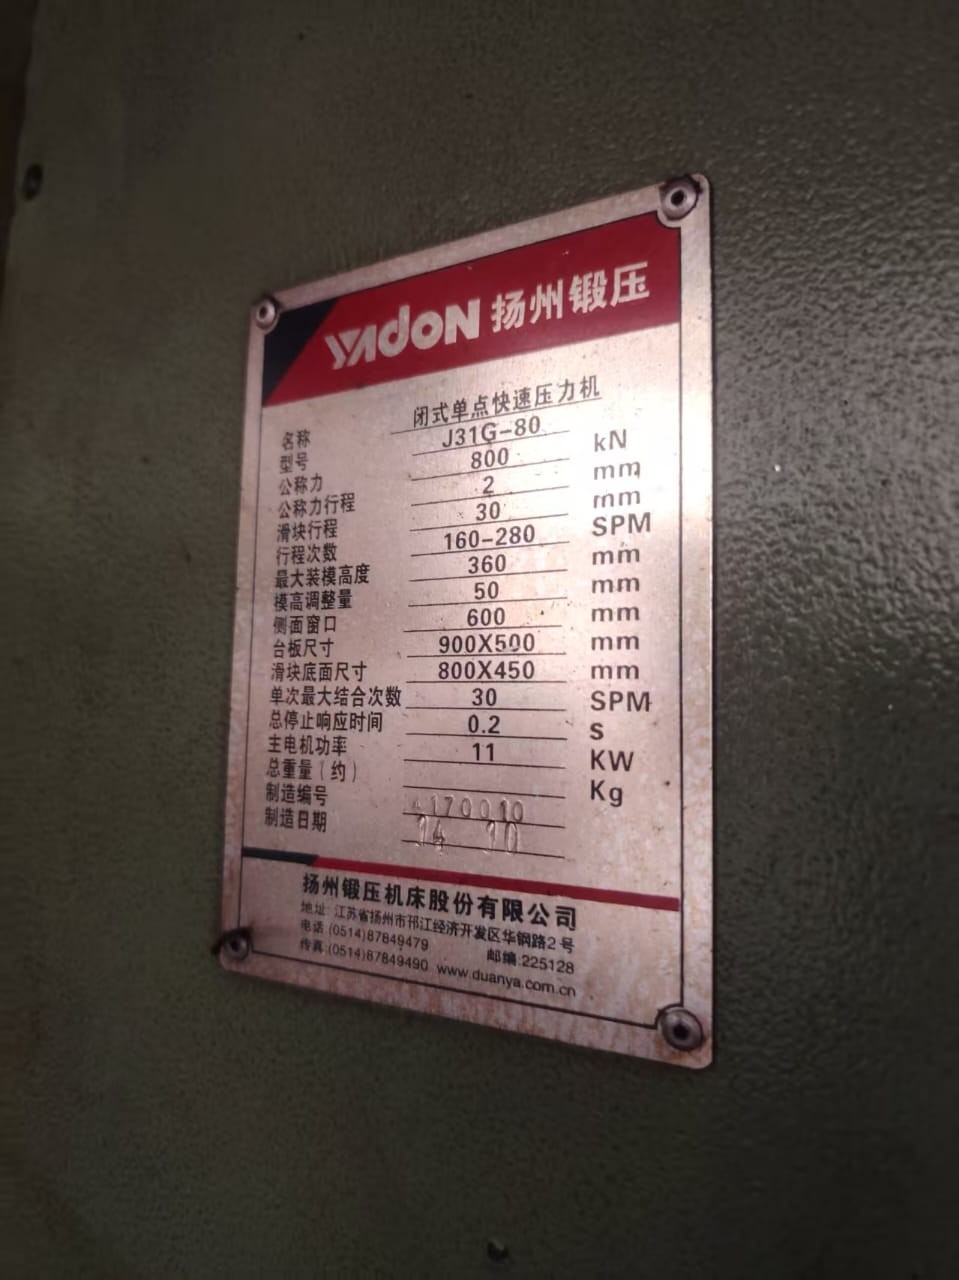 YADON 扬州锻压
名称 闭式单点快速压力机
型号 J31G-80
公称力 800 kN
公称力行程 2 mm
滑块行程 30 mm
行程次数 160-280 SPM
最大装模高度 360 mm
模高调整量 50 mm
侧面窗口 600 mm
台板尺寸 900X500 mm
滑块底面尺寸 800X450 mm
单次最大结合次数 30 SPM
总停止响应时间 0.2 S
主电机功率 11 KW
总重量(约) Kg
制造编号 4170010
制造日期 14 10
扬州锻压机床股份有限公司
地址: 江苏省扬州市邗江经济开发区华钢路2号
电话:(0514)87849479 邮编:225128
传真:(0514)87849490 www.duanya.com.cn